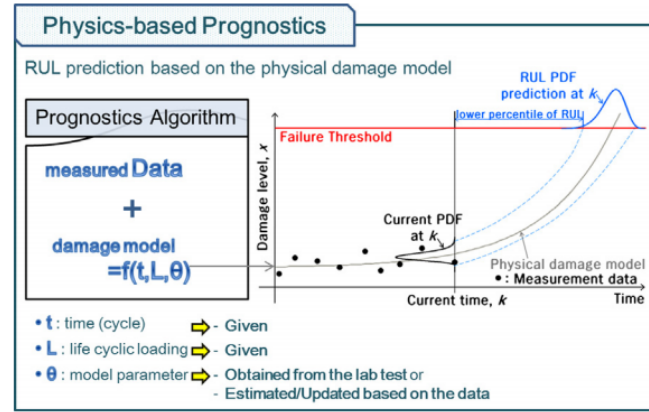 Physics-based Prognostics
RUL prediction based on the physical damage model
Prognostics Algorithm
measured Data
+
damage model
=f(t,L,θ)
RUL PDF
prediction at k
lower percentile of RUL
Failure Threshold
Damage level, x
Current PDF
at k
Physical damage model
• : Measurement data
Current time, k
Time
• t : time (cycle) - Given
• L : life cyclic loading - Given
• θ : model parameter - Obtained from the lab test or
- Estimated/Updated based on the data